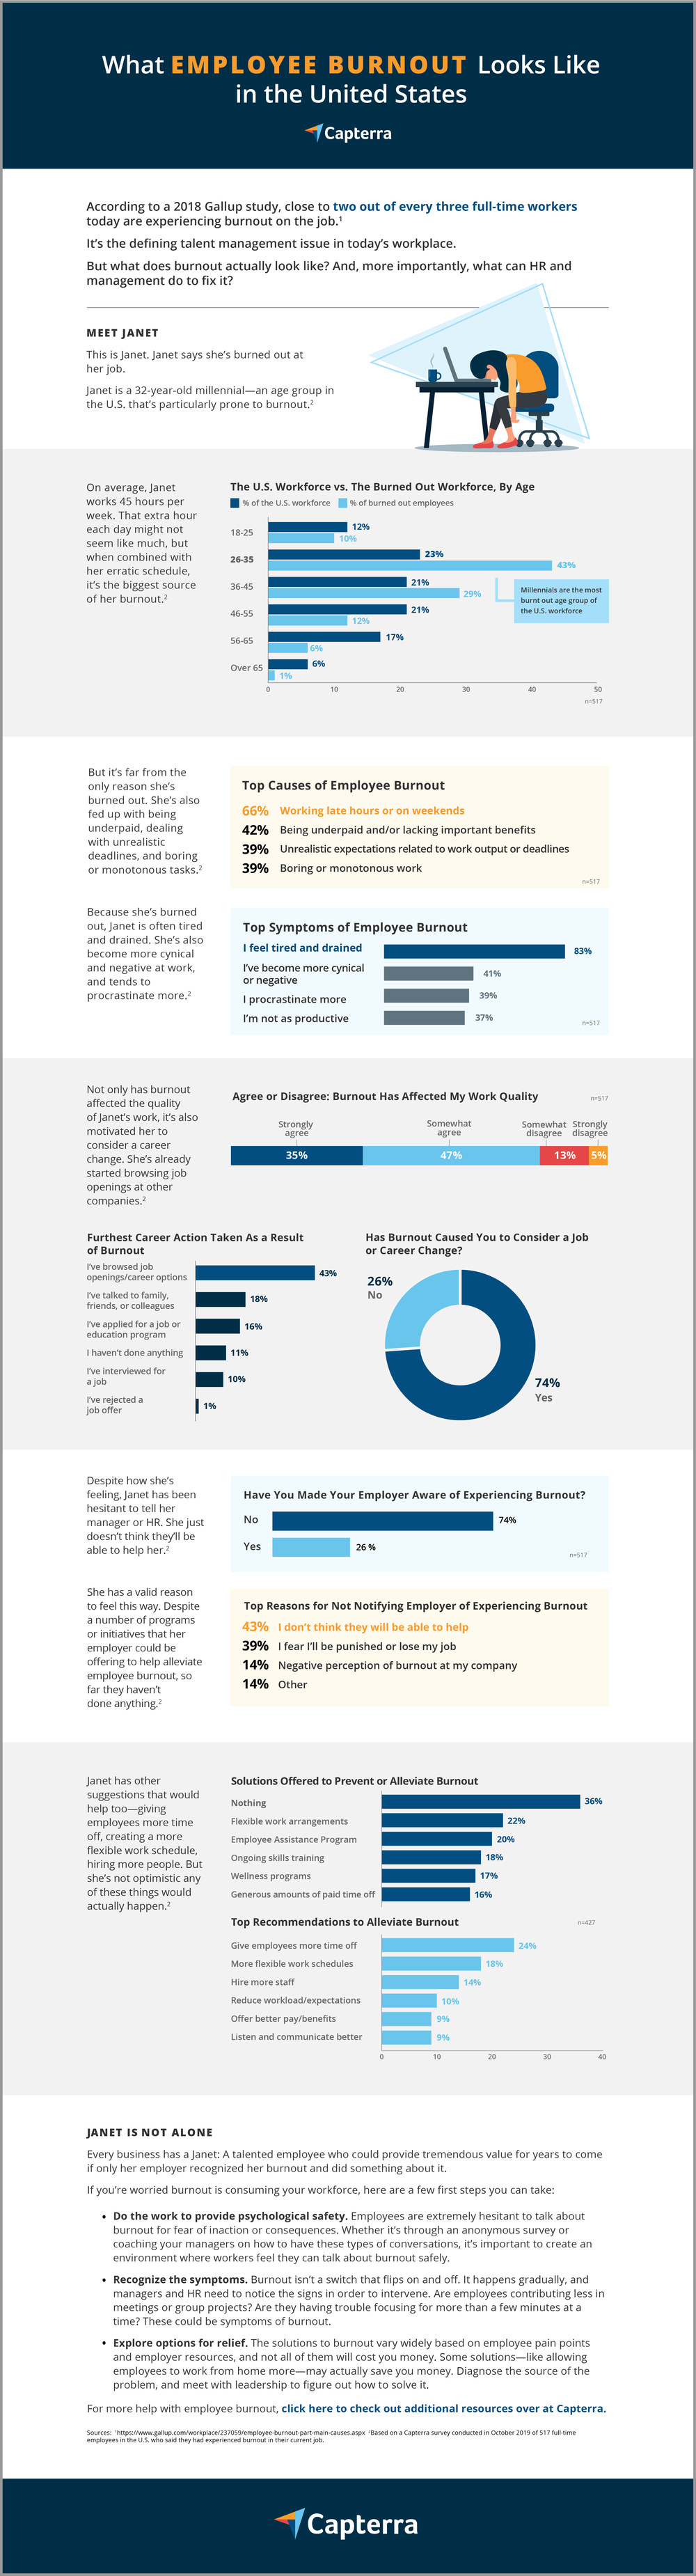 What EMPLOYEE BURNOUT Looks Like
in the United States
Capterra
According to a 2018 Gallup study, close to two out of every three full-time workers
today are experiencing burnout on the job.¹
It's the defining talent management issue in today's workplace.
But what does burnout actually look like? And, more importantly, what can HR and
management do to fix it?
MEET JANET
This is Janet. Janet says she's burned out at
her job.
Janet is a 32-year-old millennial—an age group in
the U.S. that's particularly prone to burnout.²
On average, Janet
works 45 hours per
week. That extra hour
each day might not
seem like much, but
when combined with
her erratic schedule,
it's the biggest source
of her burnout.²
The U.S. Workforce vs. The Burned Out Workforce, By Age
% of the U.S. workforce % of burned out employees
18-25 12%
10%
26-35 23%
43%
36-45 21%
29%
46-55 21%
12%
56-65 17%
6%
Over 65 6%
1%
Millennials are the most
burnt out age group of
the U.S. workforce
0 10 20 30 40 50
n=517
But it's far from the
only reason she's
burned out. She's also
fed up with being
underpaid, dealing
with unrealistic
deadlines, and boring
or monotonous tasks.²
Top Causes of Employee Burnout
66% Working late hours or on weekends
42% Being underpaid and/or lacking important benefits
39% Unrealistic expectations related to work output or deadlines
39% Boring or monotonous work
n=517
Because she's burned
out, Janet is often tired
and drained. She's also
become more cynical
and negative at work,
and tends to
procrastinate more.²
Top Symptoms of Employee Burnout
I feel tired and drained 83%
I've become more cynical
or negative 41%
I procrastinate more 39%
I'm not as productive 37%
n=517
Not only has burnout
affected the quality
of Janet's work, it's also
motivated her to
consider a career
change. She's already
started browsing job
openings at other
companies.²
Agree or Disagree: Burnout Has Affected My Work Quality
n=517
Strongly
agree
Somewhat
agree
Somewhat
disagree
Strongly
disagree
35% 47% 13% 5%
Furthest Career Action Taken As a Result
of Burnout
I've browsed job
openings/career options 43%
I've talked to family,
friends, or colleagues 18%
I've applied for a job or
education program 16%
I haven't done anything 11%
I've interviewed for
a job 10%
I've rejected a
job offer 1%
Has Burnout Caused You to Consider a Job
or Career Change?
26%
No
74%
Yes
Despite how she's
feeling, Janet has been
hesitant to tell her
manager or HR. She just
doesn't think they'll be
able to help her.²
Have You Made Your Employer Aware of Experiencing Burnout?
No 74%
Yes 26 %
n=517
She has a valid reason
to feel this way. Despite
a number of programs
or initiatives that her
employer could be
offering to help alleviate
employee burnout, so
far they haven't
done anything.²
Top Reasons for Not Notifying Employer of Experiencing Burnout
43% I don't think they will be able to help
39% I fear I'll be punished or lose my job
14% Negative perception of burnout at my company
14% Other
Janet has other
suggestions that would
help too—giving
employees more time
off, creating a more
flexible work schedule,
hiring more people. But
she's not optimistic any
of these things would
actually happen.²
Solutions Offered to Prevent or Alleviate Burnout
Nothing 36%
Flexible work arrangements 22%
Employee Assistance Program 20%
Ongoing skills training 18%
Wellness programs 17%
Generous amounts of paid time off 16%
Top Recommendations to Alleviate Burnout
n=427
Give employees more time off 24%
More flexible work schedules 18%
Hire more staff 14%
Reduce workload/expectations 10%
Offer better pay/benefits 9%
Listen and communicate better 9%
0 10 20 30 40
JANET IS NOT ALONE
Every business has a Janet: A talented employee who could provide tremendous value for years to come
if only her employer recognized her burnout and did something about it.
If you're worried burnout is consuming your workforce, here are a few first steps you can take:
• Do the work to provide psychological safety. Employees are extremely hesitant to talk about
burnout for fear of inaction or consequences. Whether it's through an anonymous survey or
coaching your managers on how to have these types of conversations, it's important to create an
environment where workers feel they can talk about burnout safely.
• Recognize the symptoms. Burnout isn't a switch that flips on and off. It happens gradually, and
managers and HR need to notice the signs in order to intervene. Are employees contributing less in
meetings or group projects? Are they having trouble focusing for more than a few minutes at a
time? These could be symptoms of burnout.
• Explore options for relief. The solutions to burnout vary widely based on employee pain points
and employer resources, and not all of them will cost you money. Some solutions—like allowing
employees to work from home more—may actually save you money. Diagnose the source of the
problem, and meet with leadership to figure out how to solve it.
For more help with employee burnout, click here to check out additional resources over at Capterra.
Sources: ¹https://www.gallup.com/workplace/237059/employee-burnout-part-main-causes.aspx ²Based on a Capterra survey conducted in October 2019 of 517 full-time
employees in the U.S. who said they had experienced burnout in their current job.
Capterra